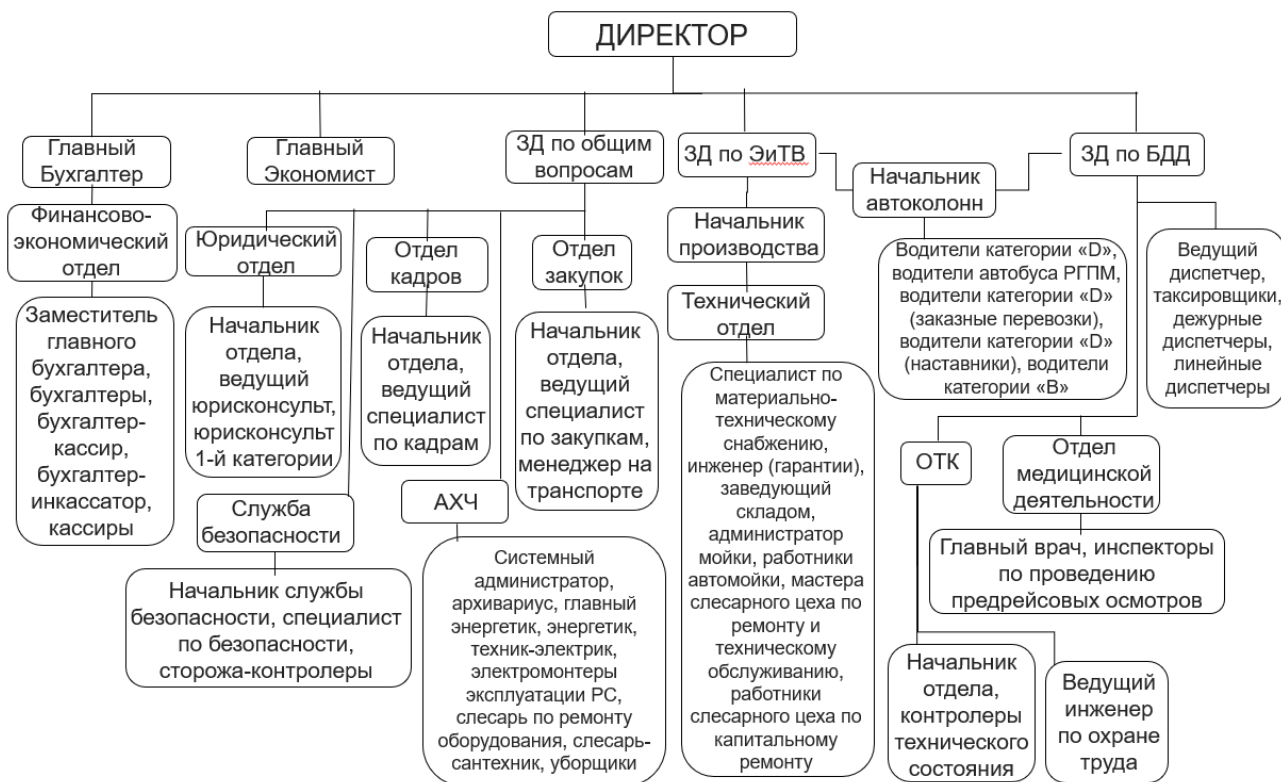 ДИРЕКТОР
Главный
Бухгалтер
Главный
Экономист
ЗД по общим
вопросам
ЗД по ЭиТВ
Начальник
автоколонн
ЗД по БДД
Финансово-
экономический
отдел
Юридический
отдел
Отдел
кадров
Отдел
закупок
Начальник
производства
Технический
отдел
Водители категории «D»,
водители автобуса РГПМ,
водители категории «D»
(заказные перевозки),
водители категории «D»
(наставники), водители
категории «В»
Ведущий
диспетчер,
таксировщики,
дежурные
диспетчеры,
линейные
диспетчеры
Заместитель
главного
бухгалтера,
бухгалтеры,
бухгалтер-
кассир,
бухгалтер-
инкассатор,
кассиры
Начальник
отдела,
ведущий
юрисконсульт,
юрисконсульт
1-й категории
Начальник
отдела,
ведущий
специалист
по кадрам
Начальник
отдела,
ведущий
специалист
по закупкам,
менеджер на
транспорте
Специалист по
материально-
техническому
снабжению,
инженер (гарантии),
заведующий
складом,
администратор
мойки, работники
автомойки, мастера
слесарного цеха по
ремонту и
техническому
обслуживанию,
работники
слесарного цеха по
капитальному
ремонту
ОТК
Отдел
медицинской
деятельности
Служба
безопасности
АХЧ
Начальник службы
безопасности, специалист
по безопасности,
сторожа-контролеры
Системный
администратор,
архивариус, главный
энергетик, энергетик,
техник-электрик,
электромонтеры
эксплуатации РС,
слесарь по ремонту
оборудования, слесарь-
сантехник, уборщики
Главный врач, инспекторы
по проведению
предрейсовых осмотров
Начальник
отдела,
контролеры
технического
состояния
Ведущий
инженер
по охране
труда